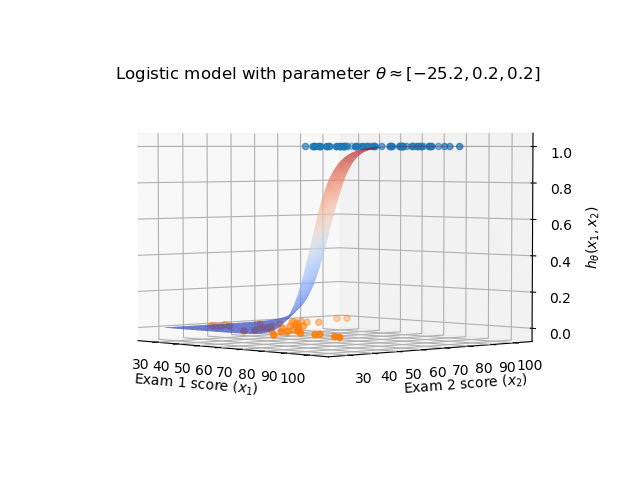 Logistic model with parameter θ ≈ [−25.2, 0.2, 0.2]
1.0
0.8
0.6
0.4
0.2
0.0
hθ(x₁, x₂)
30 40 50 60 70 80 90 100
Exam 1 score (x₁)
30 40 50 60 70 80 90 100
Exam 2 score (x₂)